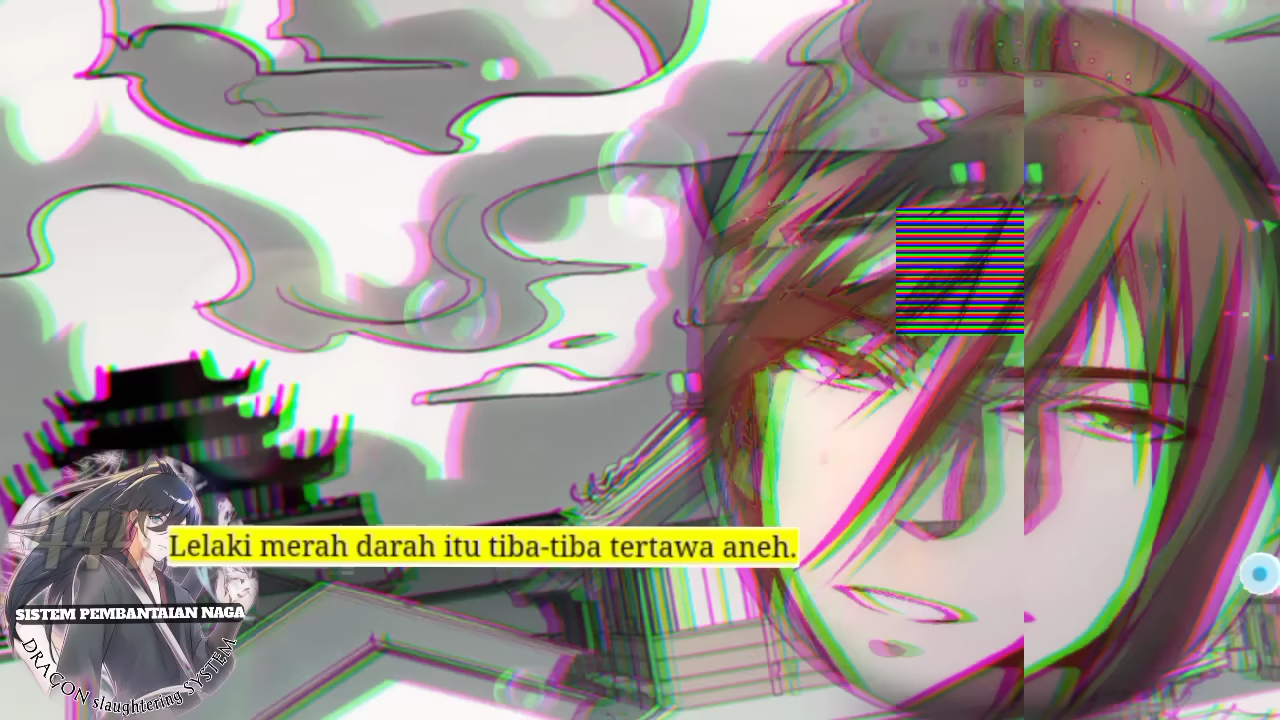 Lelaki merah darah itu tiba-tiba tertawa aneh.
SISTEM PEMBANTAIAN NAGA
DRAGON slaughtering SYSTEM